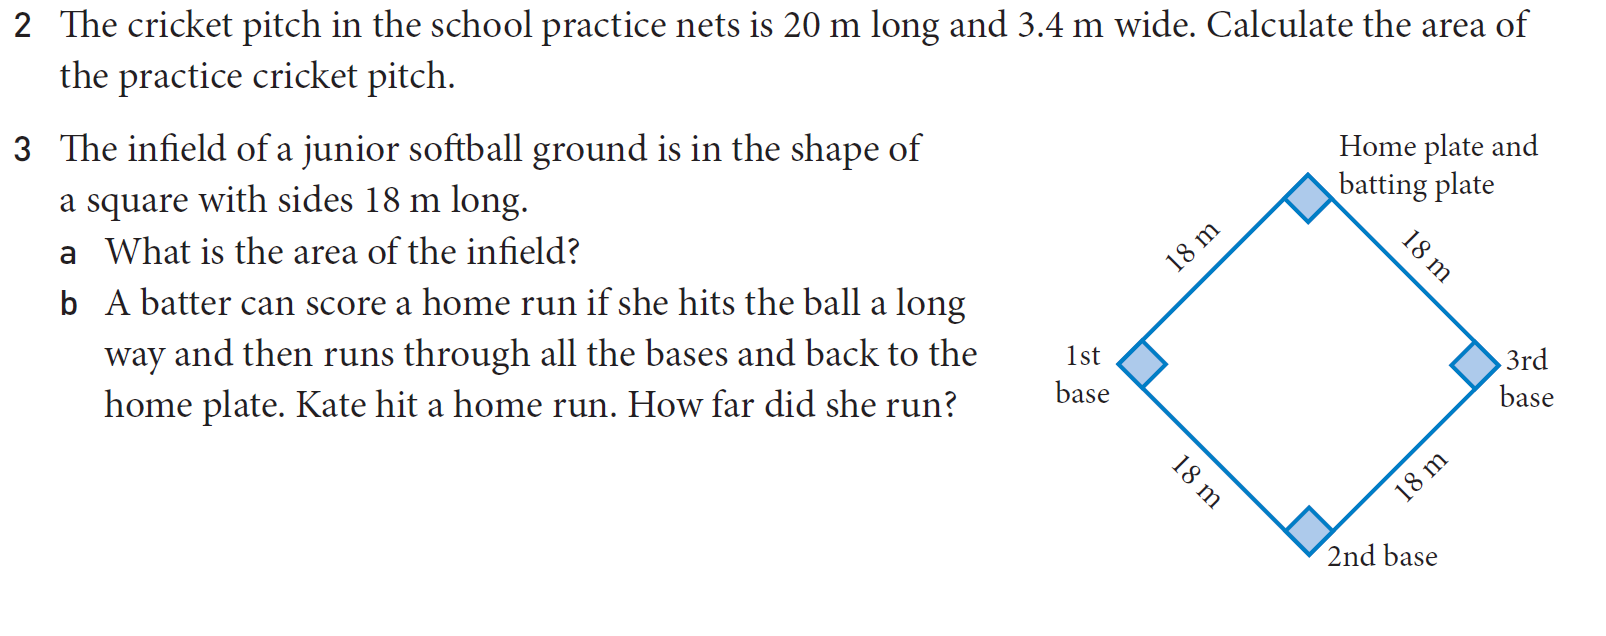 2 The cricket pitch in the school practice nets is 20 m long and 3.4 m wide. Calculate the area of
the practice cricket pitch.
3 The infield of a junior softball ground is in the shape of
a square with sides 18 m long.
a What is the area of the infield?
b A batter can score a home run if she hits the ball a long
way and then runs through all the bases and back to the
home plate. Kate hit a home run. How far did she run?
Home plate and
batting plate
18 m
18 m
1st
base
3rd
base
18 m
18 m
2nd base